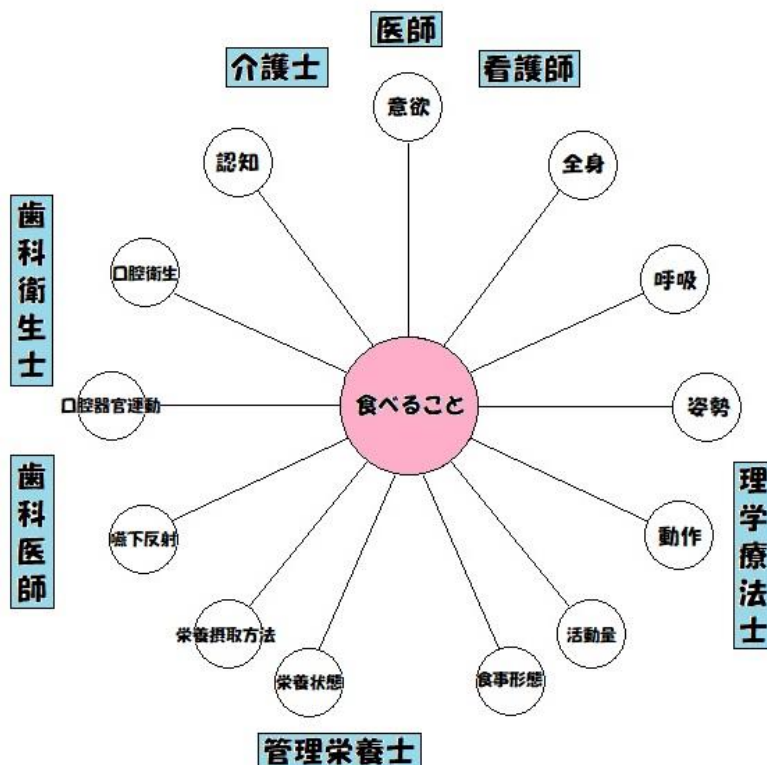 医師
介護士
看護師
意欲
認知
全身
歯科衛生士
口腔衛生
呼吸
食べること
口腔器官運動
姿勢
歯科医師
嚥下反射
動作
理学療法士
栄養摂取方法
活動量
栄養状態
食事形態
管理栄養士